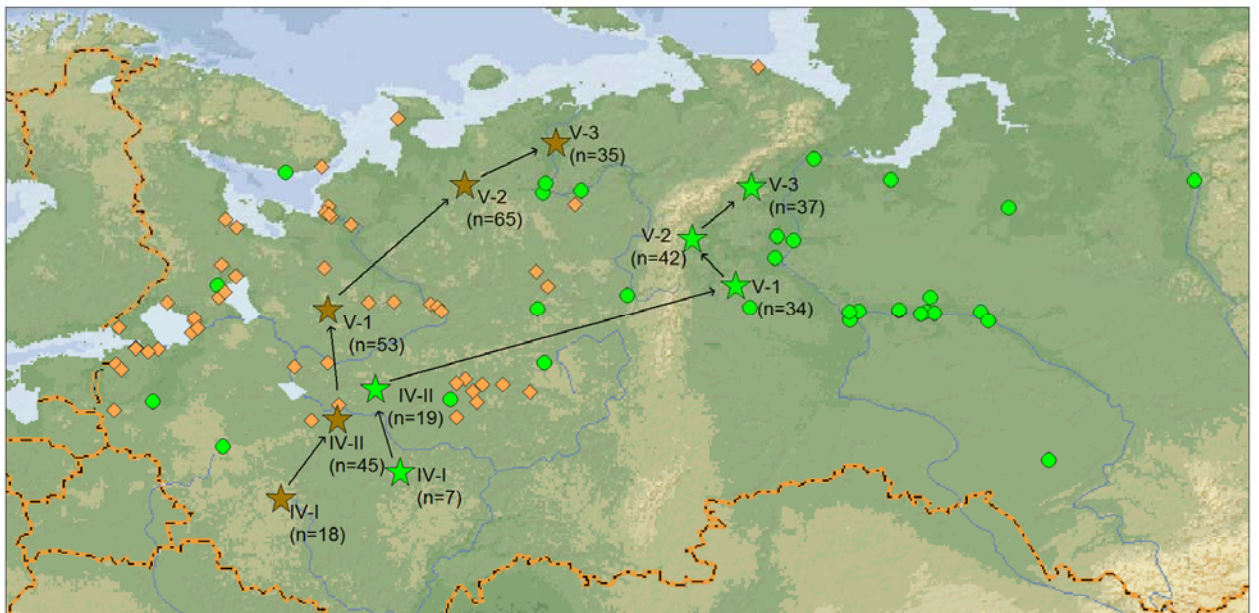 V-3
(n=35)
V-2
(n=65)
V-3
(n=37)
V-2
(n=42)
V-1
(n=34)
V-1
(n=53)
IV-II
(n=19)
IV-II
(n=45)
IV-I
(n=7)
IV-I
(n=18)